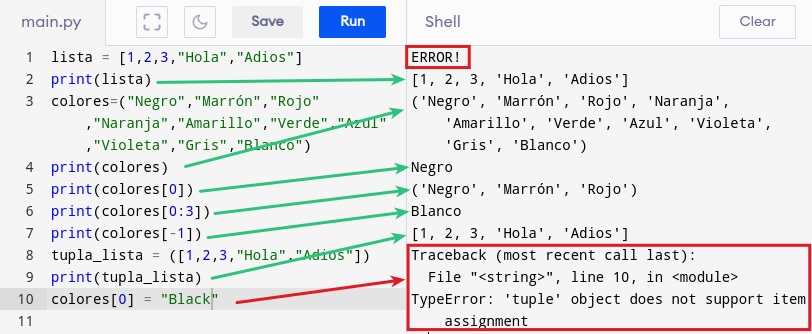 main.py
Save
Run
Shell
Clear
1 lista = [1,2,3,"Hola","Adios"]
2 print(lista)
3 colores=("Negro","Marrón","Rojo"
,"Naranja","Amarillo","Verde","Azul"
,"Violeta","Gris","Blanco")
4 print(colores)
5 print(colores[0])
6 print(colores[0:3])
7 print(colores[-1])
8 tupla_lista = ([1,2,3,"Hola","Adios"])
9 print(tupla_lista)
10 colores[0] = "Black"
11
ERROR!
[1, 2, 3, 'Hola', 'Adios']
('Negro', 'Marrón', 'Rojo', 'Naranja',
'Amarillo', 'Verde', 'Azul', 'Violeta',
'Gris', 'Blanco')
Negro
('Negro', 'Marrón', 'Rojo')
Blanco
[1, 2, 3, 'Hola', 'Adios']
Traceback (most recent call last):
File "<string>", line 10, in <module>
TypeError: 'tuple' object does not support item
assignment